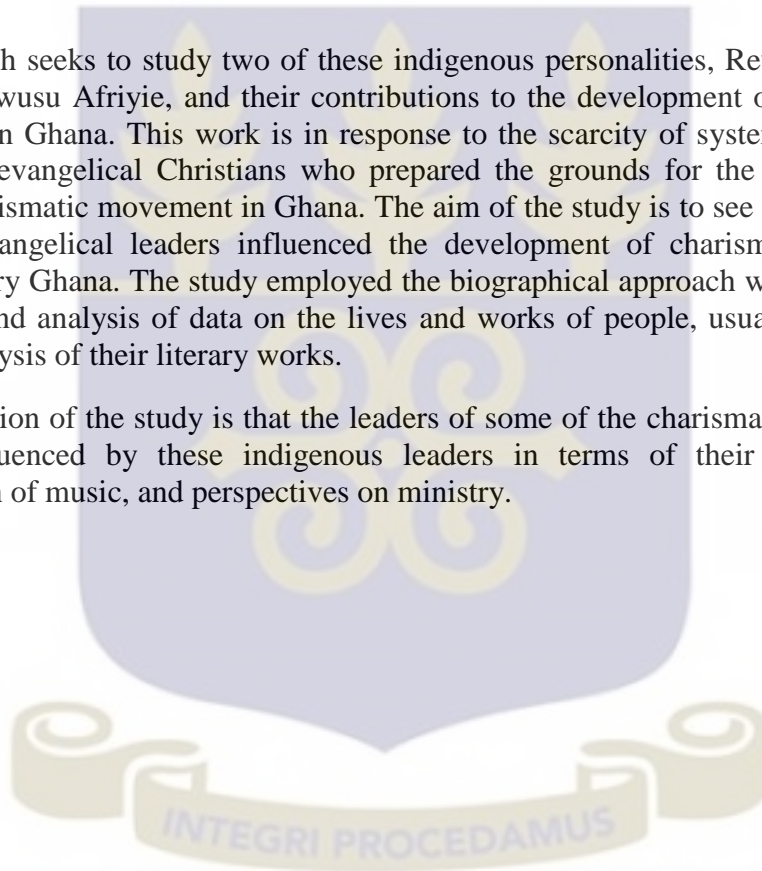 h seeks to study two of these indigenous personalities, Re
wusu Afriyie, and their contributions to the development o
n Ghana. This work is in response to the scarcity of syste
evangelical Christians who prepared the grounds for the
ismatic movement in Ghana. The aim of the study is to see
angelical leaders influenced the development of charism
ry Ghana. The study employed the biographical approach w
nd analysis of data on the lives and works of people, usua
ysis of their literary works.
ion of the study is that the leaders of some of the charisma
uenced by these indigenous leaders in terms of their
n of music, and perspectives on ministry.
INTEGRI PROCEDAMUS